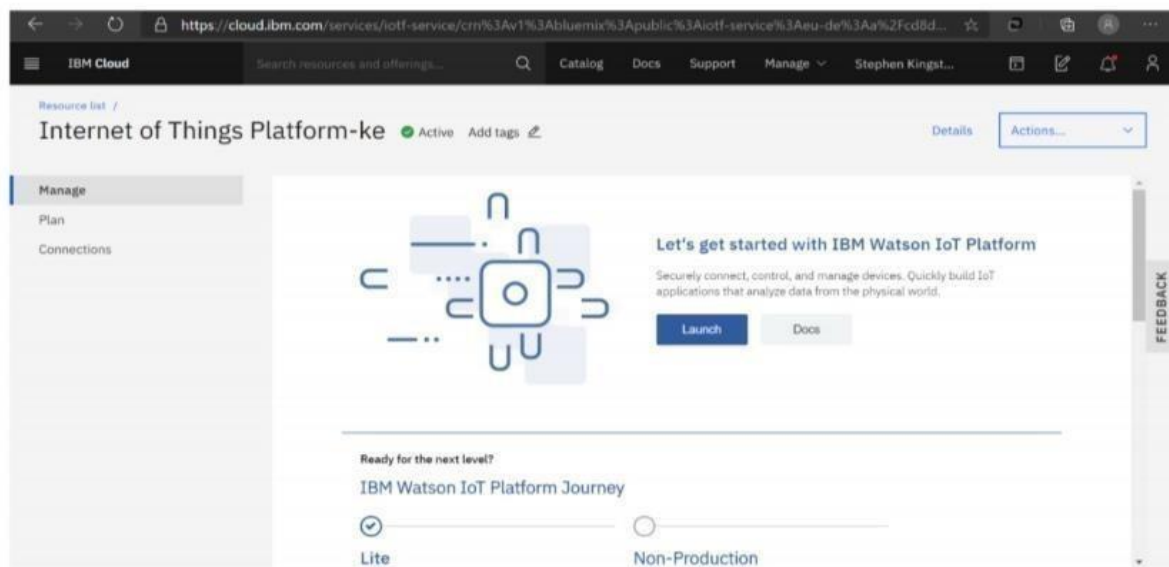 https://cloud.ibm.com/services/iotf-service/crn%3Av1%3Abluemix%3Apublic%3Aiotf-service%3Aeu-de%3Aa%2Fcd8d...
IBM Cloud
Search resources and offerings...
Catalog
Docs
Support
Manage
Stephen Kingst...
Resource list /
Internet of Things Platform-ke
Active
Add tags
Details
Actions...
Manage
Plan
Connections
Let's get started with IBM Watson IoT Platform
Securely connect, control, and manage devices. Quickly build IoT
applications that analyze data from the physical world.
Launch
Docs
FEEDBACK
Ready for the next level?
IBM Watson IoT Platform Journey
Lite
Non-Production